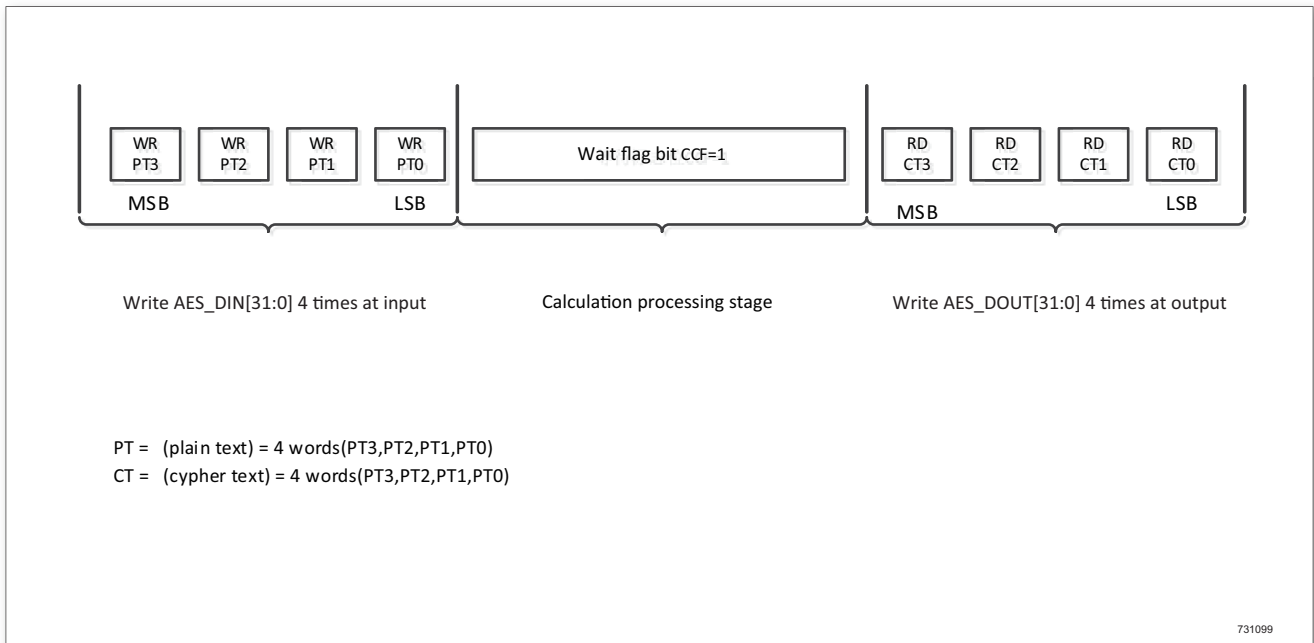 WR
PT3
WR
PT2
WR
PT1
WR
PT0
Wait flag bit CCF=1
RD
CT3
RD
CT2
RD
CT1
RD
CT0
MSB
LSB
MSB
LSB
Write AES_DIN[31:0] 4 times at input
Calculation processing stage
Write AES_DOUT[31:0] 4 times at output
PT = (plain text) = 4 words(PT3,PT2,PT1,PT0)
CT = (cypher text) = 4 words(PT3,PT2,PT1,PT0)
731099